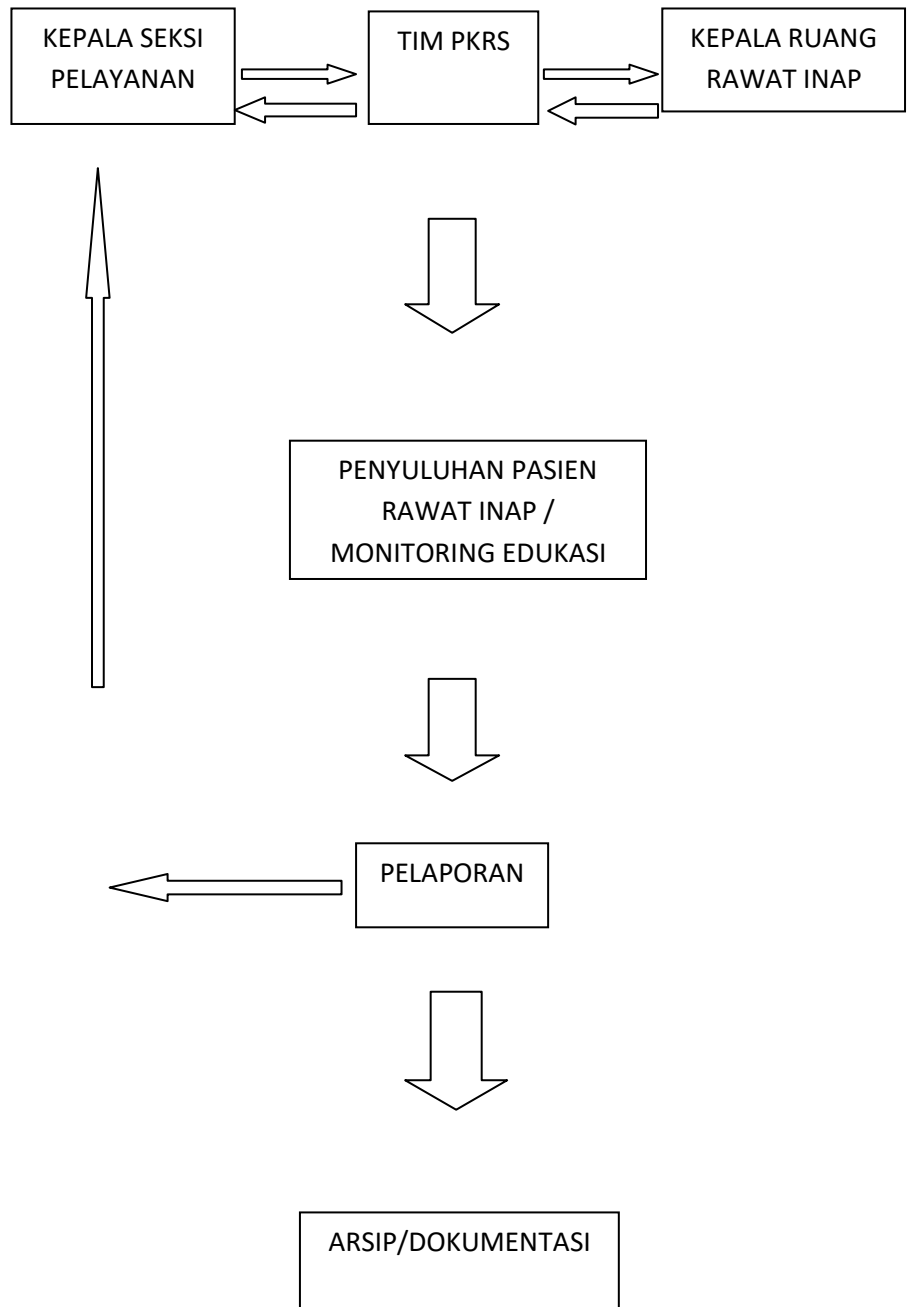 KEPALA SEKSI
PELAYANAN
TIM PKRS
KEPALA RUANG
RAWAT INAP
PENYULUHAN PASIEN
RAWAT INAP /
MONITORING EDUKASI
PELAPORAN
ARSIP/DOKUMENTASI